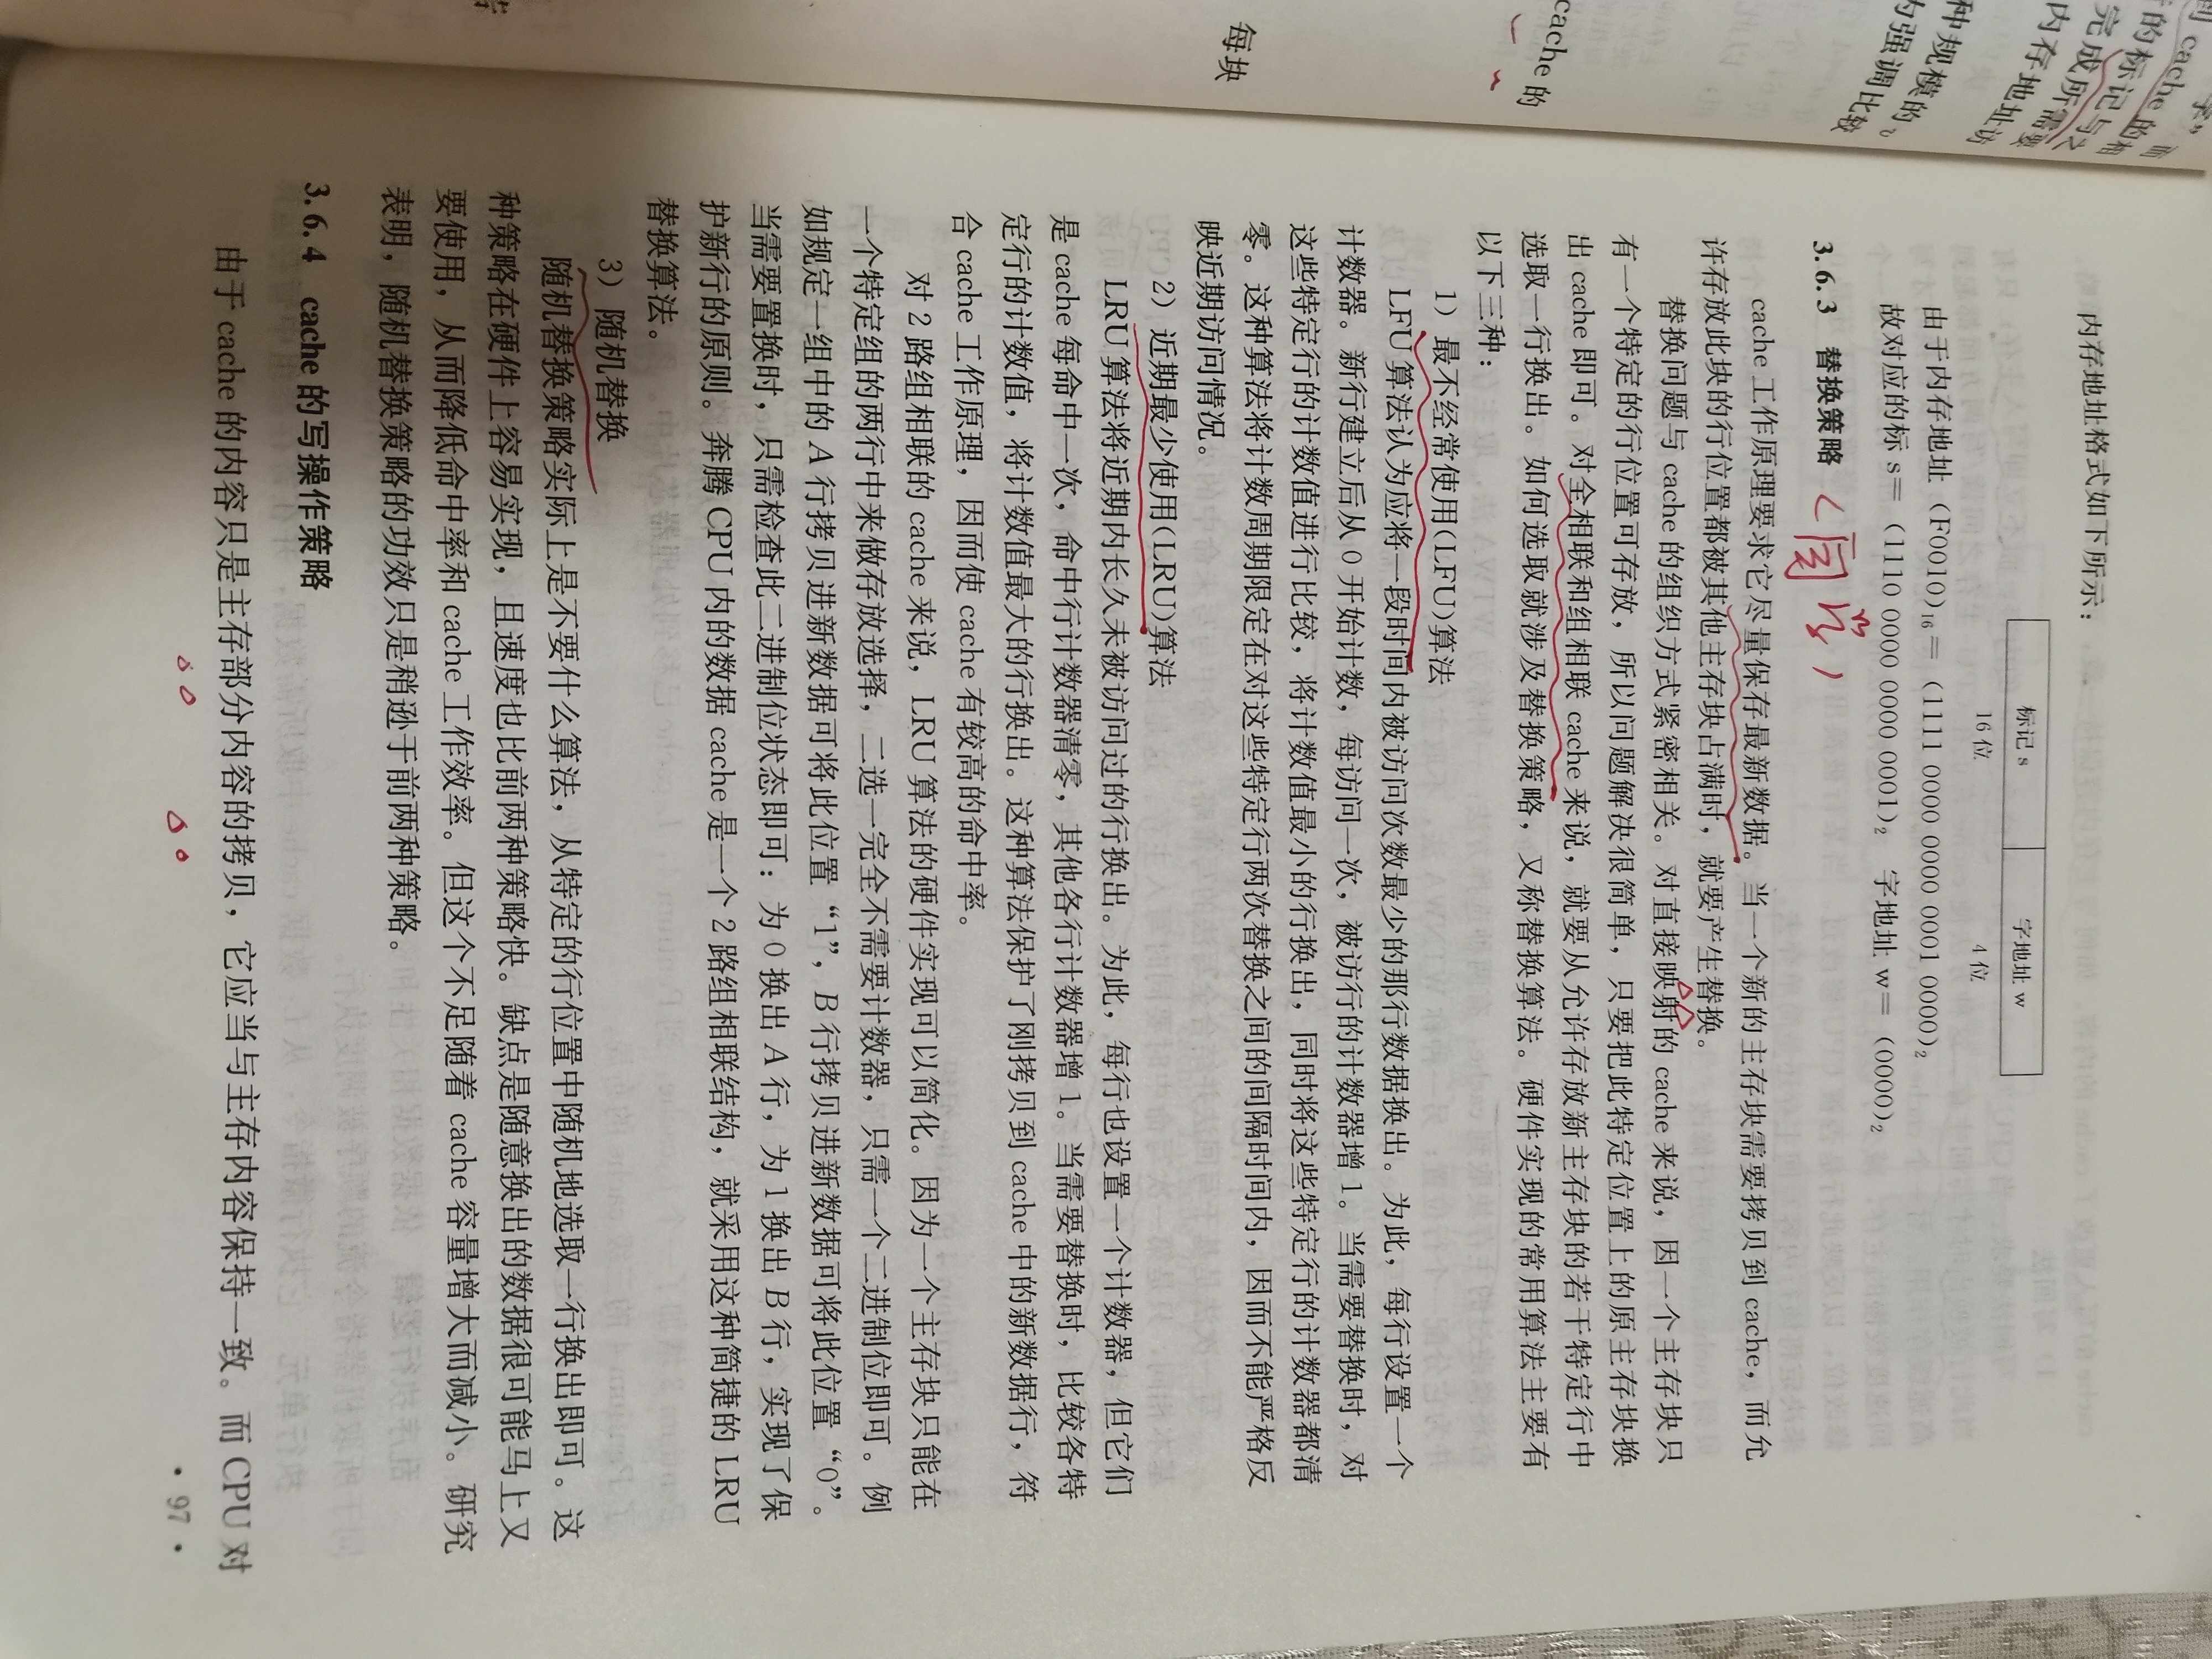 字”而
到 cache 的相
的标记与之
完成所需要
内存地址访
种规模的
为强调比较
cache 的
每块
内存地址格式如下所示：
标记 s 字地址 w
16 位 4 位
由于内存地址（F0010）₁₆＝（1111 0000 0000 0001 0000）₂
故对应的标 s＝（1110 0000 0000 0001）₂ 字地址 w＝（0000）₂
3.6.3 替换策略（自学）
cache 工作原理要求它尽量保存最新数据。当一个新的主存块需要拷贝到 cache，而允
许存放此块的行位置都被其他主存块占满时，就要产生替换。
替换问题与 cache 的组织方式紧密相关。对直接映射的 cache 来说，因一个主存块只
有一个特定的行位置可存放，所以问题解决很简单，只要把此特定位置上的原主存块换
出 cache 即可。对全相联和组相联 cache 来说，就要从允许存放新主存块的若干特定行中
选取一行换出。如何选取就涉及替换策略，又称替换算法。硬件实现的常用算法主要有
以下三种：
1）最不经常使用(LFU)算法
LFU 算法认为应将一段时间内被访问次数最少的那行数据换出。为此，每行设置一个
计数器。新行建立后从 0 开始计数，每访问一次，被访行的计数器增 1。当需要替换时，对
这些特定行的计数值进行比较，将计数值最小的行换出，同时将这些特定行的计数器都清
零。这种算法将计数周期限定在对这些特定行两次替换之间的间隔时间内，因而不能严格反
映近期访问情况。
2）近期最少使用(LRU)算法
LRU 算法将近期内长久未被访问过的行换出。为此，每行也设置一个计数器，但它们
是 cache 每命中一次，命中行计数器清零，其他各行计数器增 1。当需要替换时，比较各特
定行的计数值，将计数值最大的行换出。这种算法保护了刚拷贝到 cache 中的新数据行，符
合 cache 工作原理，因而使 cache 有较高的命中率。
对 2 路组相联的 cache 来说，LRU 算法的硬件实现可以简化。因为一个主存块只能在
一个特定组的两行中来做存放选择，二选一完全不需要计数器，只需一个二进制位即可。例
如规定一组中的 A 行拷贝进新数据可将此位置“1”，B 行拷贝进新数据可将此位置“0”。
当需要置换时，只需检查此二进制位状态即可：为 0 换出 A 行，为 1 换出 B 行，实现了保
护新行的原则。奔腾 CPU 内的数据 cache 是一个 2 路组相联结构，就采用这种简捷的 LRU
替换算法。
3）随机替换
随机替换策略实际上是不要什么算法，从特定的行位置中随机地选取一行换出即可。这
种策略在硬件上容易实现，且速度也比前两种策略快。缺点是随意换出的数据很可能马上又
要使用，从而降低命中率和 cache 工作效率。但这个不足随着 cache 容量增大而减小。研究
表明，随机替换策略的功效只是稍逊于前两种策略。
3.6.4 cache 的写操作策略
由于 cache 的内容只是主存部分内容的拷贝，它应当与主存内容保持一致。而 CPU 对
· 97 ·